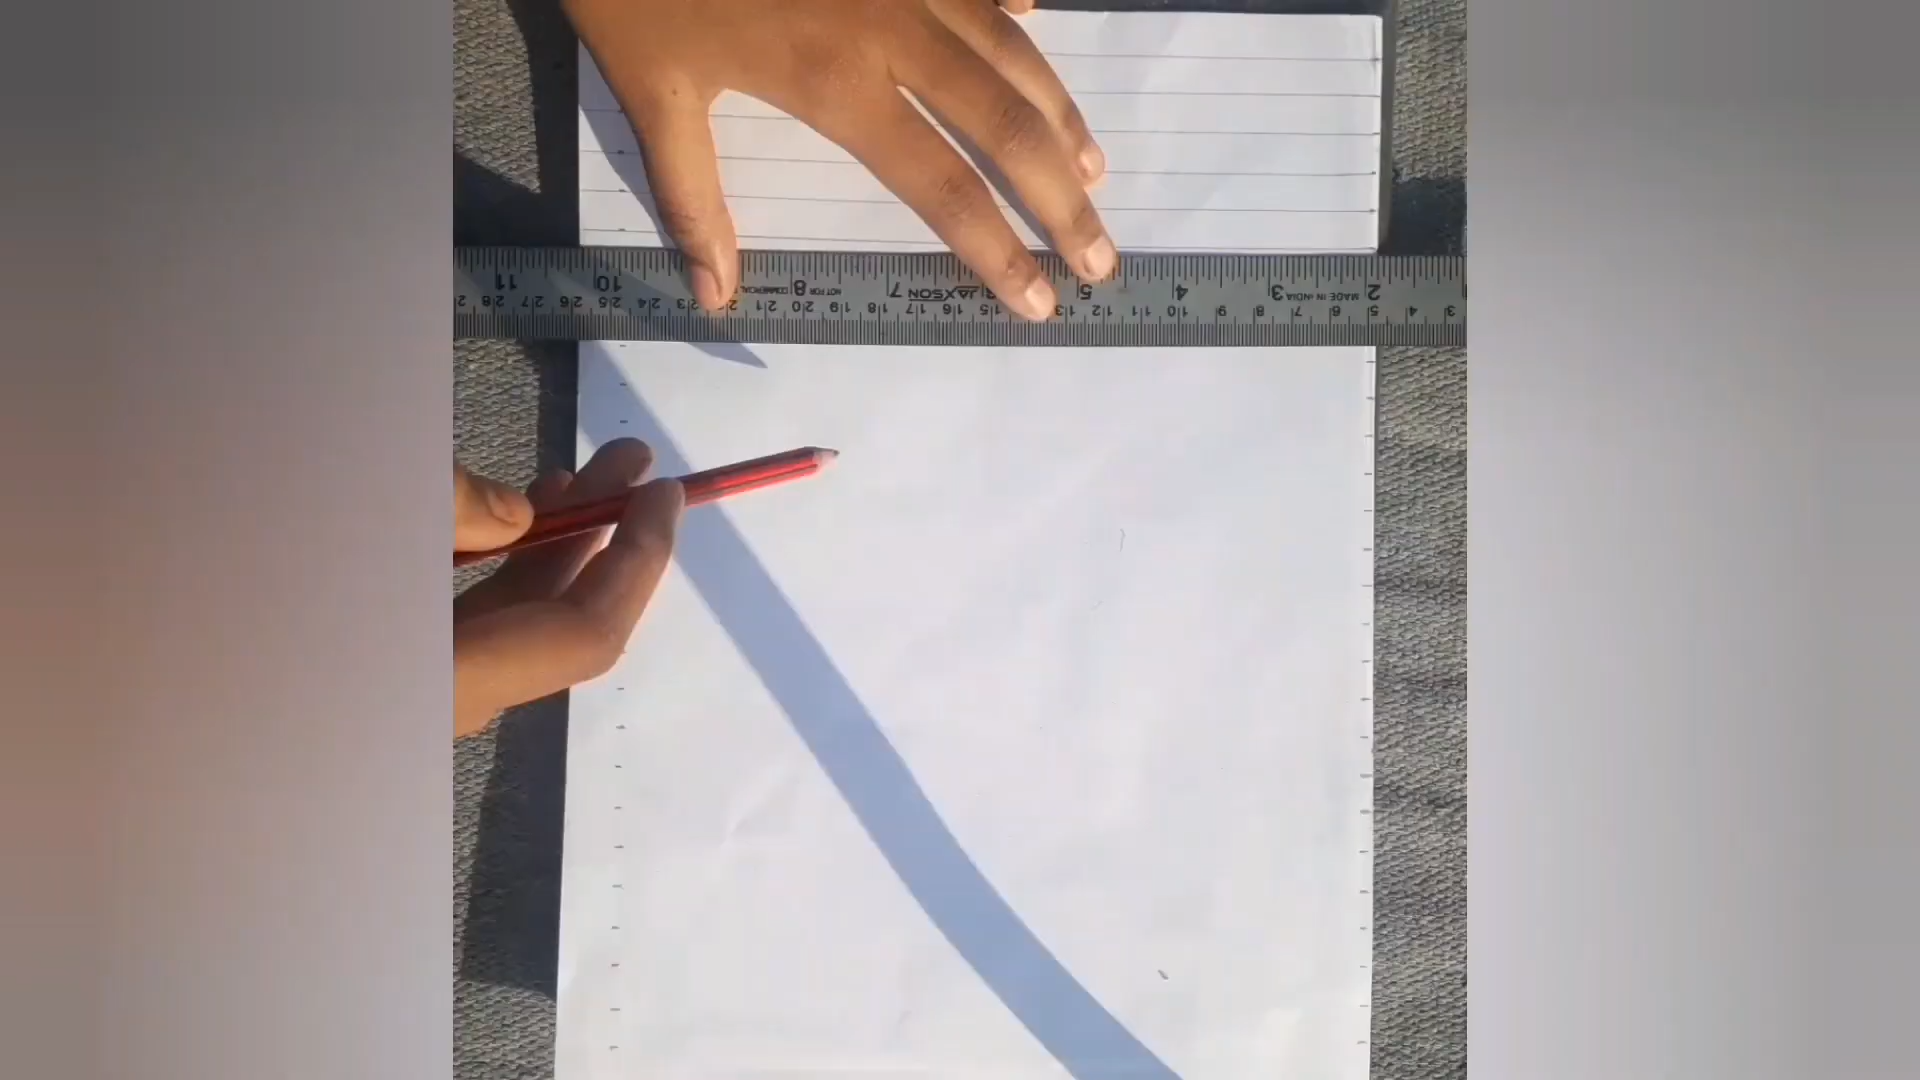 11 10 8 7 5 4 3 2
NOT FOR COMMERCIAL JAXSON MADE IN INDIA
28 27 26 25 24 23 21 20 19 18 17 16 15 13 12 11 10 9 8 7 6 5 4 3